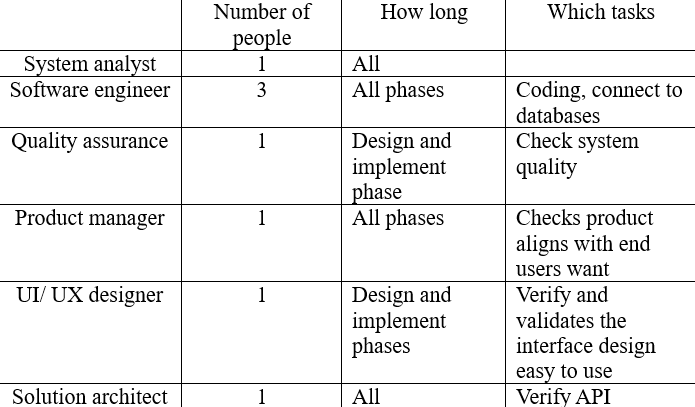 Number of people How long Which tasks
System analyst 1 All
Software engineer 3 All phases Coding, connect to databases
Quality assurance 1 Design and implement phase Check system quality
Product manager 1 All phases Checks product aligns with end users want
UI/ UX designer 1 Design and implement phases Verify and validates the interface design easy to use
Solution architect 1 All Verify API